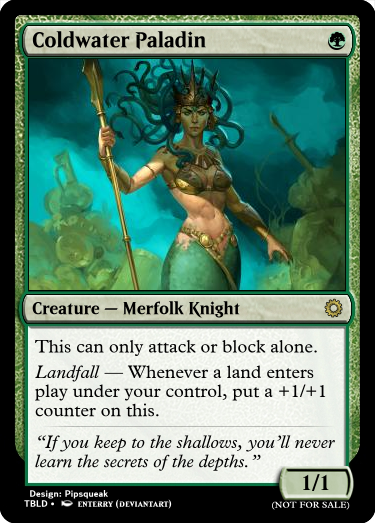 Coldwater Paladin
Creature — Merfolk Knight
This can only attack or block alone.
Landfall — Whenever a land enters
play under your control, put a +1/+1
counter on this.
“If you keep to the shallows, you’ll never
learn the secrets of the depths.”
1/1
Design: Pipsqueak
TBLD • ENTERRY (DEVIANTART)
(NOT FOR SALE)